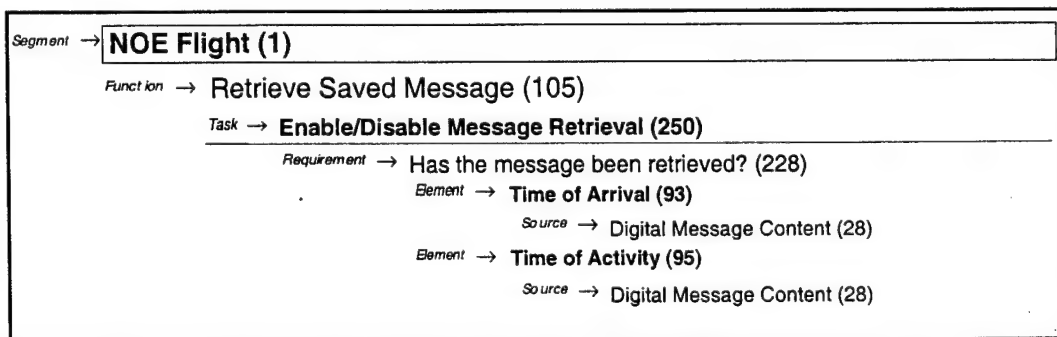 Segment → NOE Flight (1)
Function → Retrieve Saved Message (105)
Task → Enable/Disable Message Retrieval (250)
Requirement → Has the message been retrieved? (228)
Element → Time of Arrival (93)
Source → Digital Message Content (28)
Element → Time of Activity (95)
Source → Digital Message Content (28)